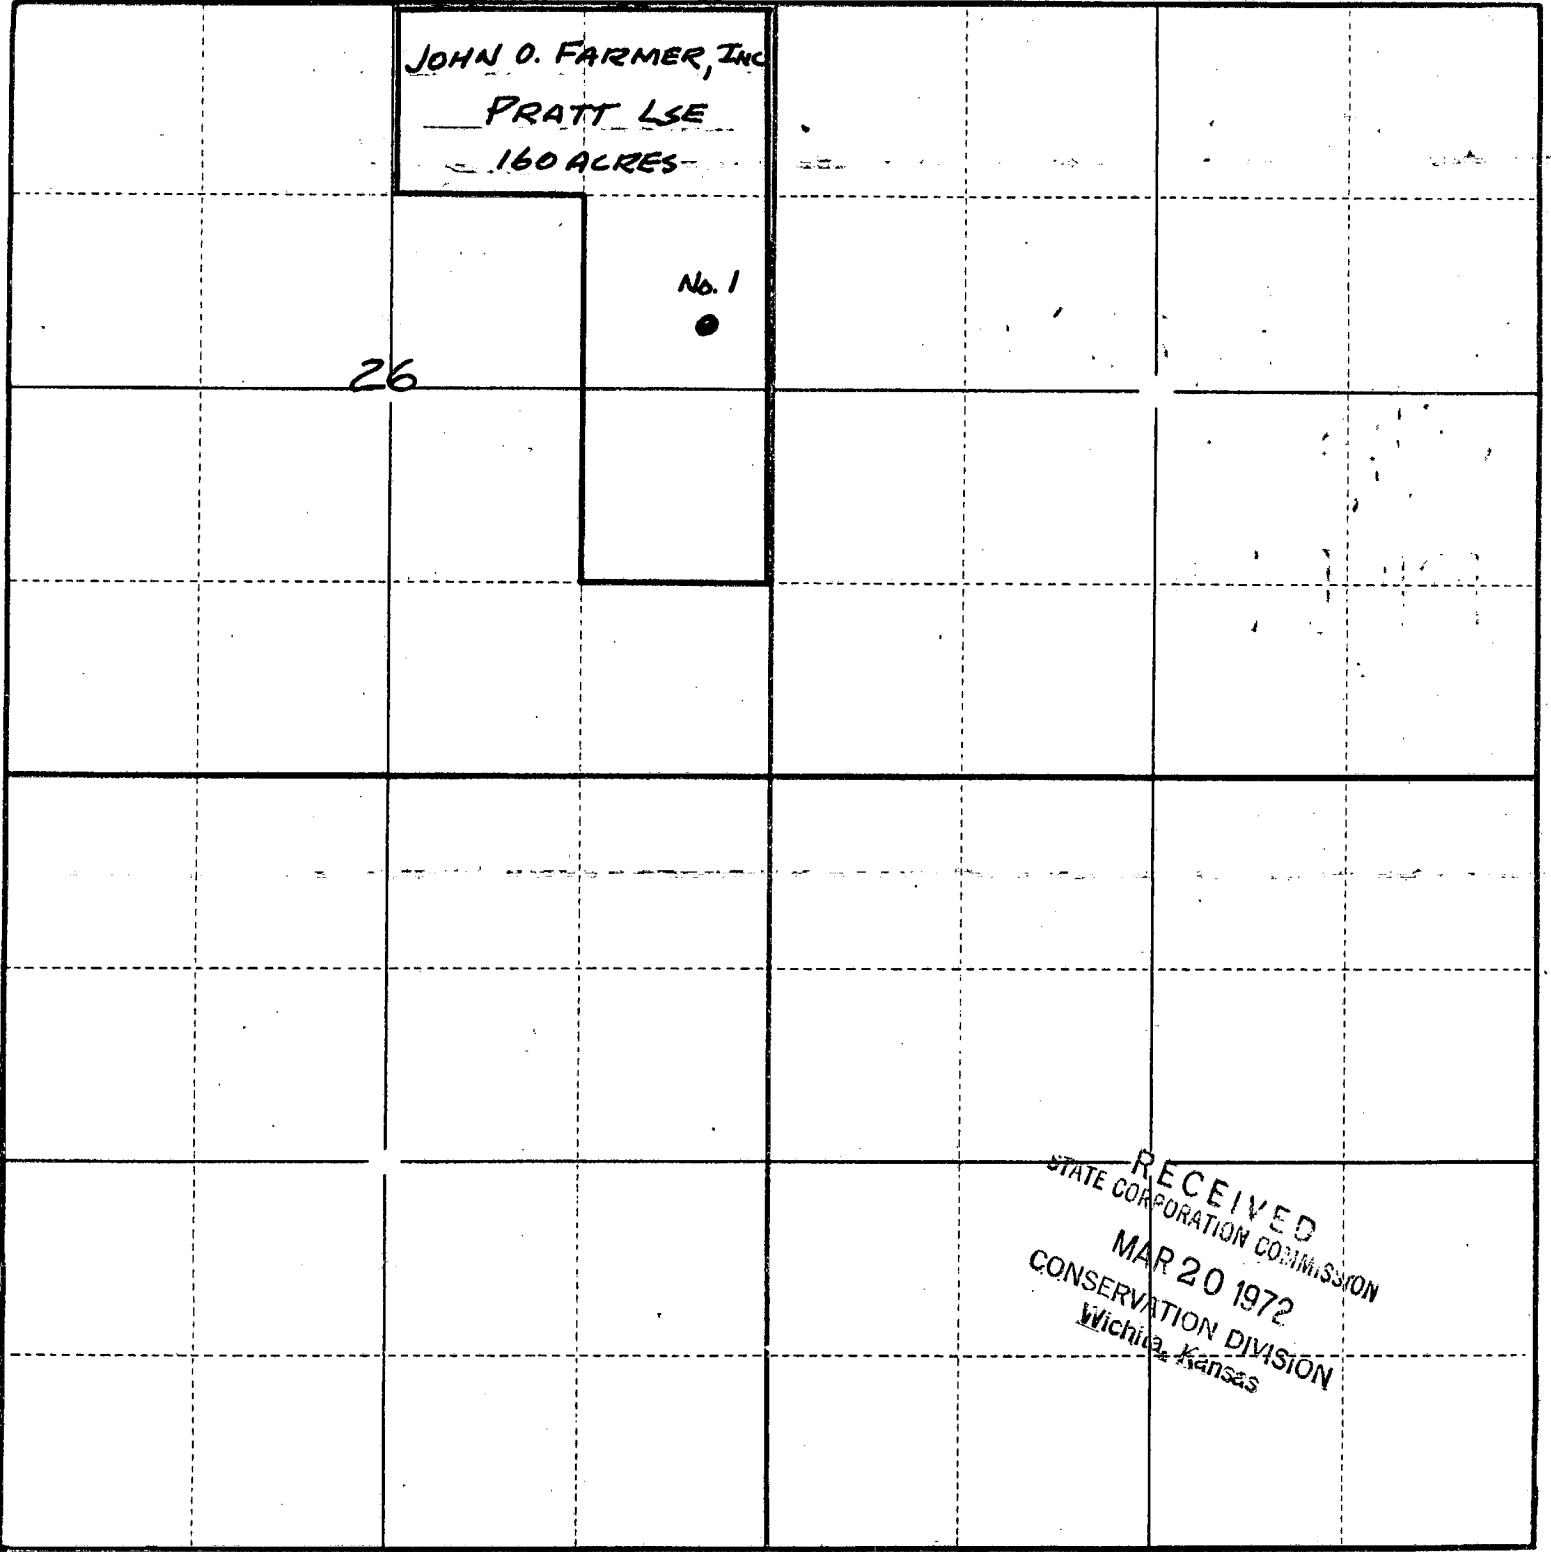 JOHN O. FARMER, INC
PRATT LSE
160 ACRES
No. 1
26
RECEIVED
STATE CORPORATION COMMISSION
MAR 20 1972
CONSERVATION DIVISION
Wichita, Kansas